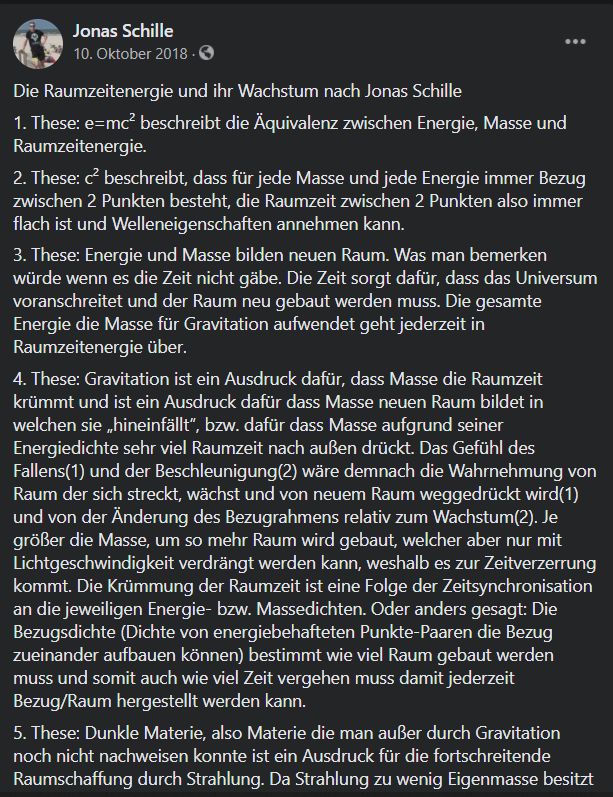 Jonas Schille
10. Oktober 2018 ·
Die Raumzeitenergie und ihr Wachstum nach Jonas Schille
1. These: e=mc² beschreibt die Äquivalenz zwischen Energie, Masse und
Raumzeitenergie.
2. These: c² beschreibt, dass für jede Masse und jede Energie immer Bezug
zwischen 2 Punkten besteht, die Raumzeit zwischen 2 Punkten also immer
flach ist und Welleneigenschaften annehmen kann.
3. These: Energie und Masse bilden neuen Raum. Was man bemerken
würde wenn es die Zeit nicht gäbe. Die Zeit sorgt dafür, dass das Universum
voranschreitet und der Raum neu gebaut werden muss. Die gesamte
Energie die Masse für Gravitation aufwendet geht jederzeit in
Raumzeitenergie über.
4. These: Gravitation ist ein Ausdruck dafür, dass Masse die Raumzeit
krümmt und ist ein Ausdruck dafür dass Masse neuen Raum bildet in
welchen sie „hineinfällt“, bzw. dafür dass Masse aufgrund seiner
Energiedichte sehr viel Raumzeit nach außen drückt. Das Gefühl des
Fallens(1) und der Beschleunigung(2) wäre demnach die Wahrnehmung von
Raum der sich streckt, wächst und von neuem Raum weggedrückt wird(1)
und von der Änderung des Bezugrahmens relativ zum Wachstum(2). Je
größer die Masse, um so mehr Raum wird gebaut, welcher aber nur mit
Lichtgeschwindigkeit verdrängt werden kann, weshalb es zur Zeitverzerrung
kommt. Die Krümmung der Raumzeit ist eine Folge der Zeitsynchronisation
an die jeweiligen Energie- bzw. Massedichten. Oder anders gesagt: Die
Bezugsdichte (Dichte von energiebehafteten Punkte-Paaren die Bezug
zueinander aufbauen können) bestimmt wie viel Raum gebaut werden
muss und somit auch wie viel Zeit vergehen muss damit jederzeit
Bezug/Raum hergestellt werden kann.
5. These: Dunkle Materie, also Materie die man außer durch Gravitation
noch nicht nachweisen konnte ist ein Ausdruck für die fortschreitende
Raumschaffung durch Strahlung. Da Strahlung zu wenig Eigenmasse besitzt